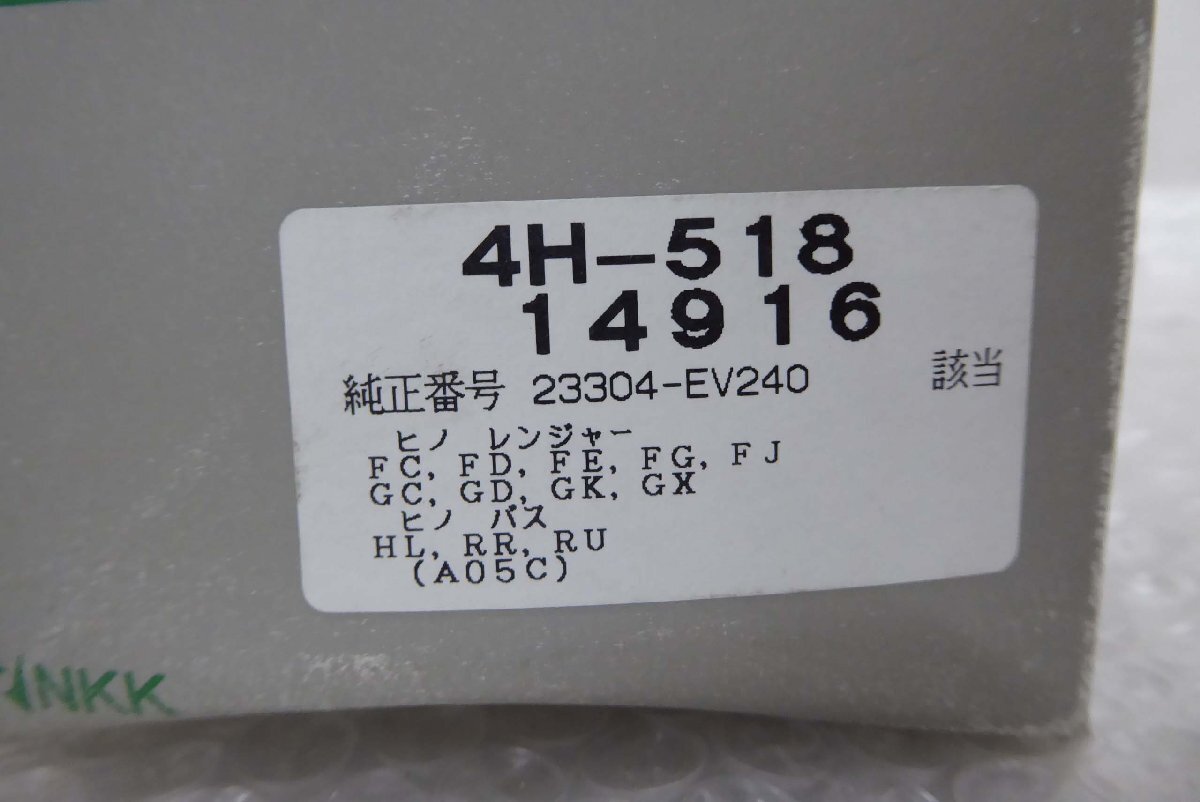 4H-518
14916
純正番号 23304-EV240 該当
ヒノ レンジャー
FC, FD, FE, FG, FJ
GC, GD, GK, GX
ヒノ バス
HL, RR, RU
(A05C)
NKK